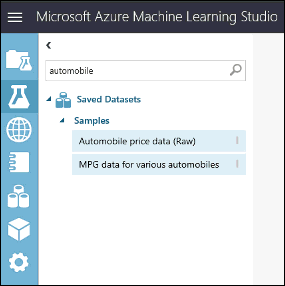 Microsoft Azure Machine Learning Studio
automobile
Saved Datasets
Samples
Automobile price data (Raw)
MPG data for various automobiles